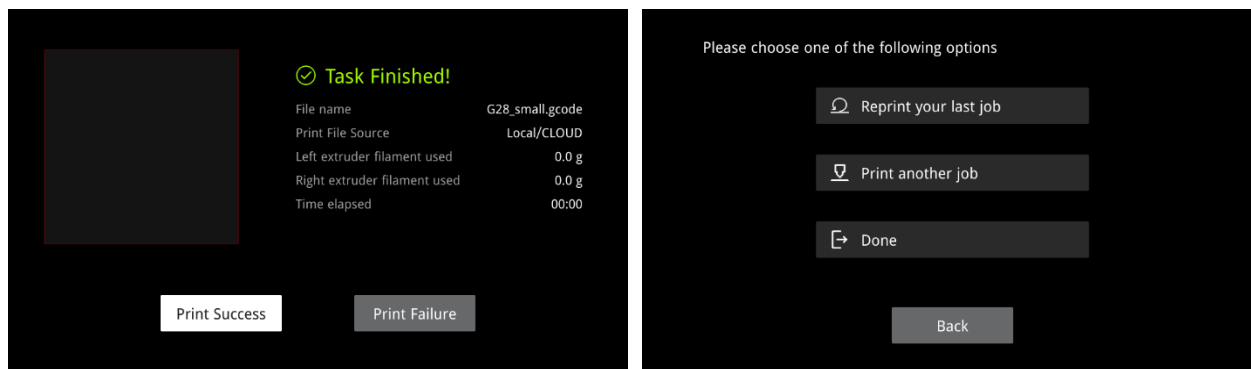 Task Finished!
File name G28_small.gcode
Print File Source Local/CLOUD
Left extruder filament used 0.0 g
Right extruder filament used 0.0 g
Time elapsed 00:00
Print Success Print Failure
Please choose one of the following options
Reprint your last job
Print another job
Done
Back